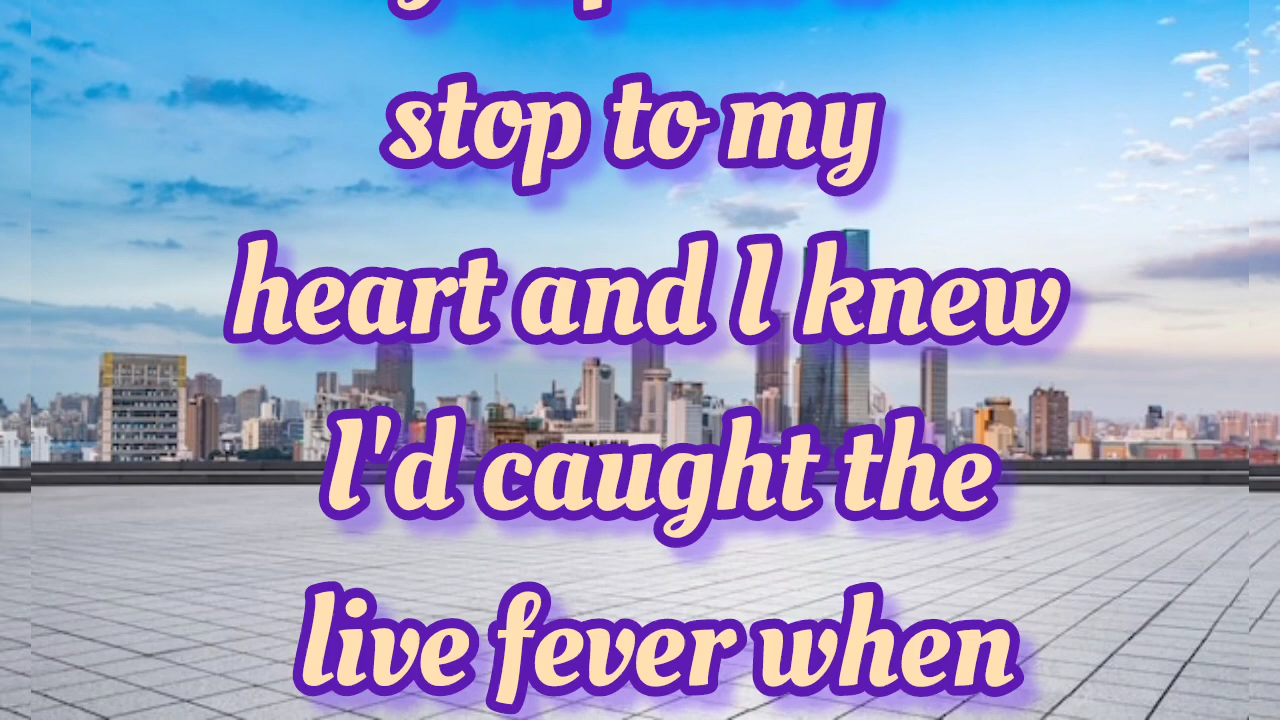 stop to my
heart and I knew
I'd caught the
live fever when